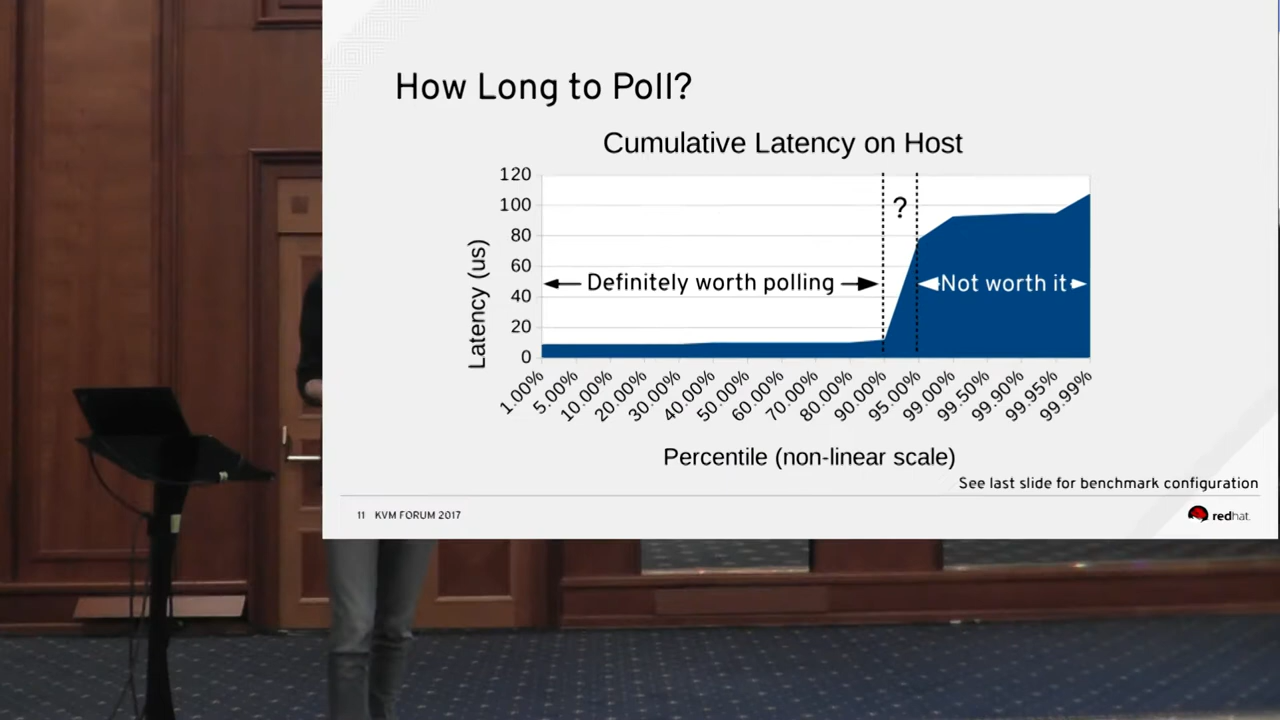 How Long to Poll?
Cumulative Latency on Host
Latency (us)
120
100
80
60
40
20
0
?
Definitely worth polling
Not worth it
1.00%
5.00%
10.00%
20.00%
30.00%
40.00%
50.00%
60.00%
70.00%
80.00%
90.00%
95.00%
99.00%
99.50%
99.90%
99.95%
99.99%
Percentile (non-linear scale)
See last slide for benchmark configuration
11 KVM FORUM 2017
redhat.